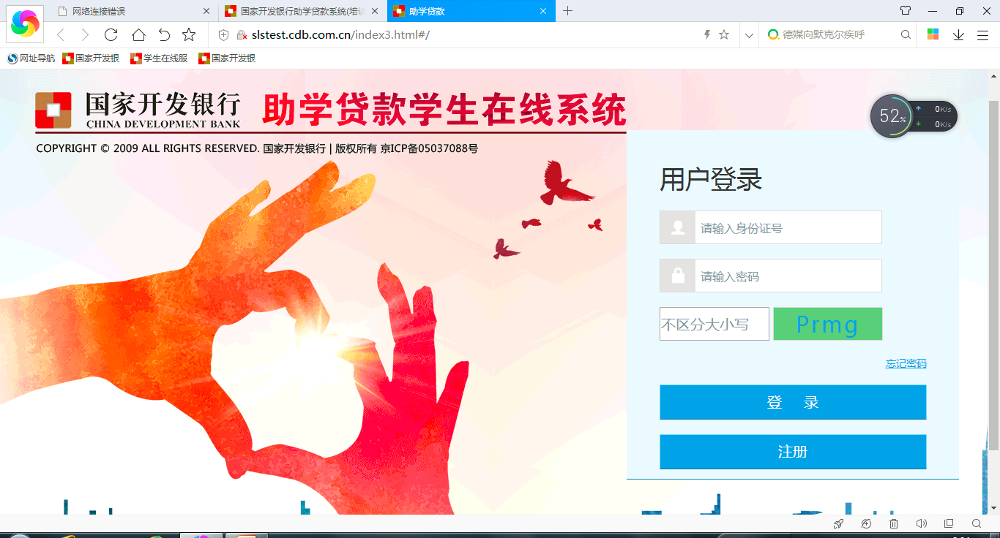 网络连接错误
国家开发银行助学贷款系统(培训
助学贷款
slstest.cdb.com.cn/index3.html#/
德媒向默克尔疾呼
网址导航
国家开发银
学生在线服
国家开发银
国家开发银行
CHINA DEVELOPMENT BANK
助学贷款学生在线系统
COPYRIGHT © 2009 ALL RIGHTS RESERVED. 国家开发银行 | 版权所有 京ICP备05037088号
52%
0K/s
0K/s
用户登录
请输入身份证号
请输入密码
不区分大小写
Prmg
忘记密码
登 录
注册